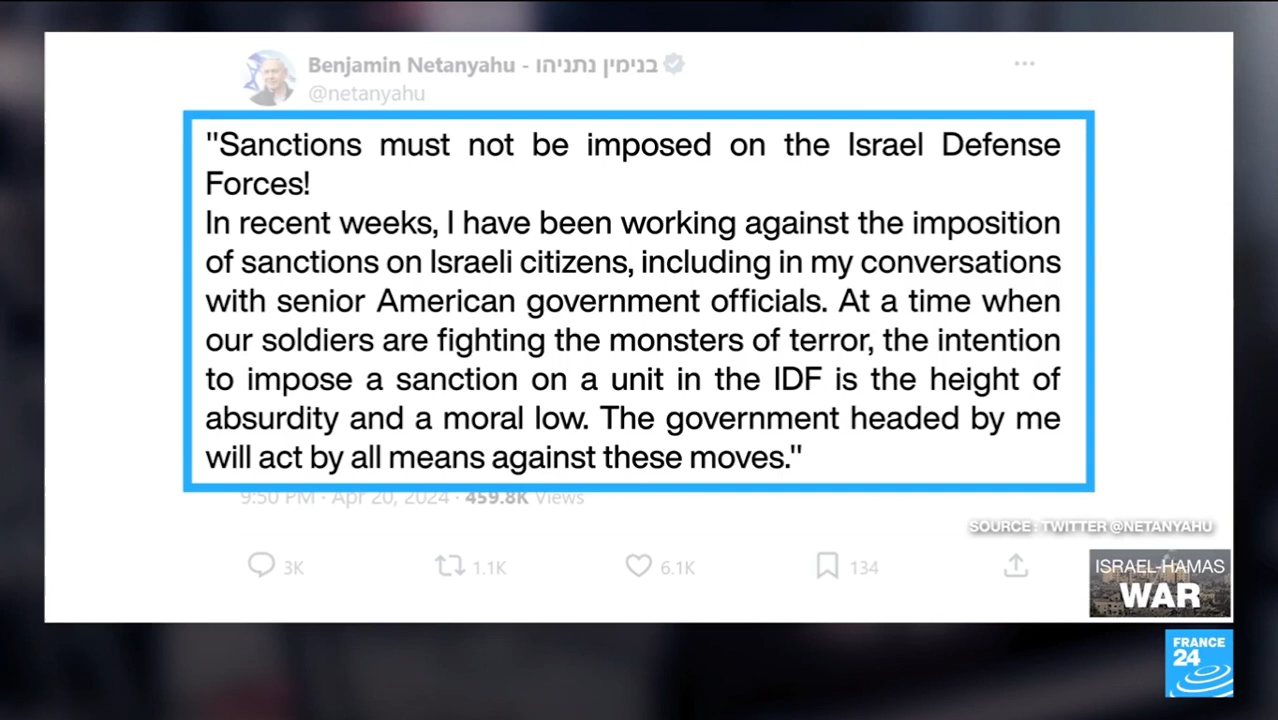 Benjamin Netanyahu - בנימין נתניהו
@netanyahu
"Sanctions must not be imposed on the Israel Defense
Forces!
In recent weeks, I have been working against the imposition
of sanctions on Israeli citizens, including in my conversations
with senior American government officials. At a time when
our soldiers are fighting the monsters of terror, the intention
to impose a sanction on a unit in the IDF is the height of
absurdity and a moral low. The government headed by me
will act by all means against these moves."
9:50 PM · Apr 20, 2024 · 459.8K Views
SOURCE : TWITTER @NETANYAHU
3K 1.1K 6.1K 134
ISRAEL-HAMAS
WAR
FRANCE
24